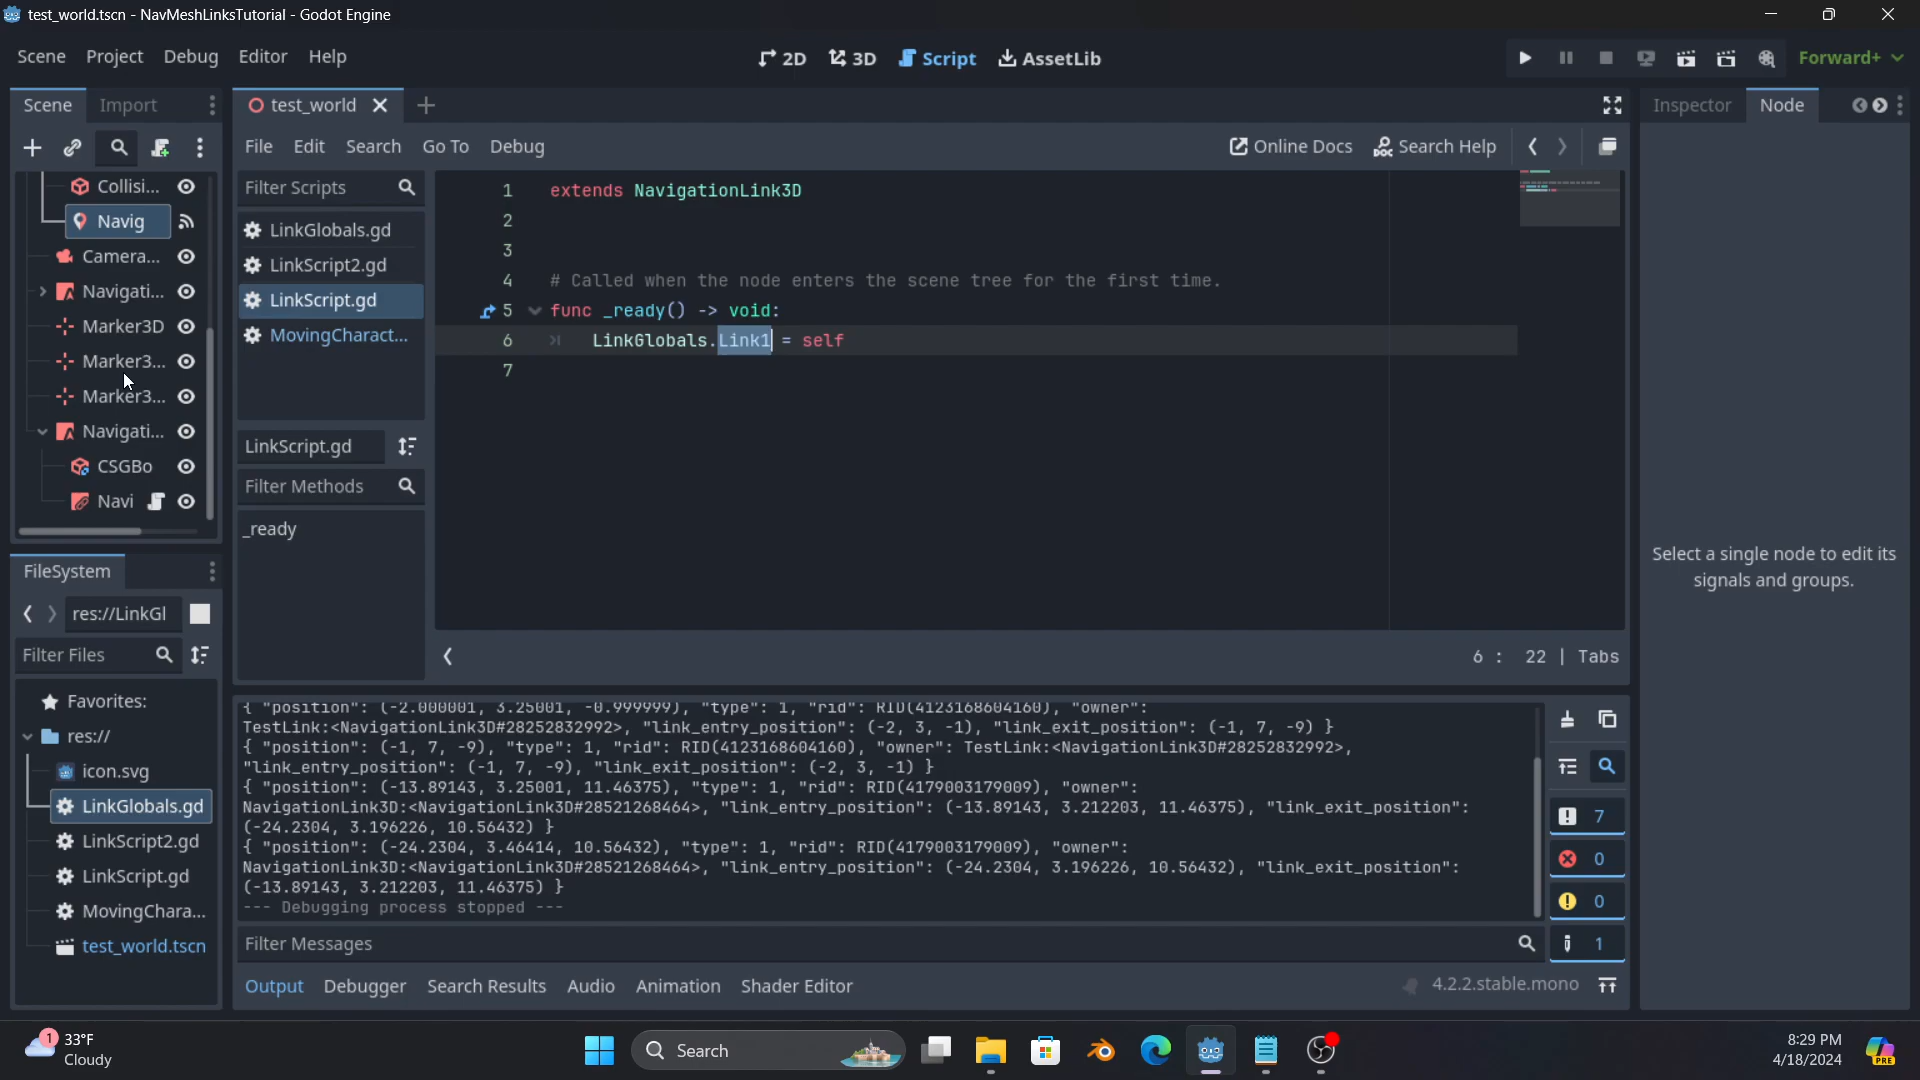 test_world.tscn - NavMeshLinksTutorial - Godot Engine
Scene Project Debug Editor Help
2D 3D Script AssetLib
Forward+
Scene Import
test_world
Inspector Node
File Edit Search Go To Debug
Online Docs Search Help
Collisi...
Navig
Camera...
Navigati...
Marker3D
Marker3...
Marker3...
Navigati...
CSGBo
Navi
Filter Scripts
LinkGlobals.gd
LinkScript2.gd
LinkScript.gd
MovingCharact...
LinkScript.gd
Filter Methods
_ready
1 extends NavigationLink3D
2
3
4 # Called when the node enters the scene tree for the first time.
5 func _ready() -> void:
6 LinkGlobals.Link1 = self
7
6 : 22 | Tabs
Select a single node to edit its
signals and groups.
FileSystem
res://LinkGl
Filter Files
Favorites:
res://
icon.svg
LinkGlobals.gd
LinkScript2.gd
LinkScript.gd
MovingChara...
test_world.tscn
{ "position": (-2.000001, 3.25001, -0.999999), "type": 1, "rid": RID(4123168604160), "owner":
TestLink:<NavigationLink3D#28252832992>, "link_entry_position": (-2, 3, -1), "link_exit_position": (-1, 7, -9) }
{ "position": (-1, 7, -9), "type": 1, "rid": RID(4123168604160), "owner": TestLink:<NavigationLink3D#28252832992>,
"link_entry_position": (-1, 7, -9), "link_exit_position": (-2, 3, -1) }
{ "position": (-13.89143, 3.25001, 11.46375), "type": 1, "rid": RID(4179003179009), "owner":
NavigationLink3D:<NavigationLink3D#28521268464>, "link_entry_position": (-13.89143, 3.212203, 11.46375), "link_exit_position":
(-24.2304, 3.196226, 10.56432) }
{ "position": (-24.2304, 3.46414, 10.56432), "type": 1, "rid": RID(4179003179009), "owner":
NavigationLink3D:<NavigationLink3D#28521268464>, "link_entry_position": (-24.2304, 3.196226, 10.56432), "link_exit_position":
(-13.89143, 3.212203, 11.46375) }
--- Debugging process stopped ---
7
0
0
1
Filter Messages
Output Debugger Search Results Audio Animation Shader Editor
4.2.2.stable.mono
1
33°F
Cloudy
Search
8:29 PM
4/18/2024
PRE